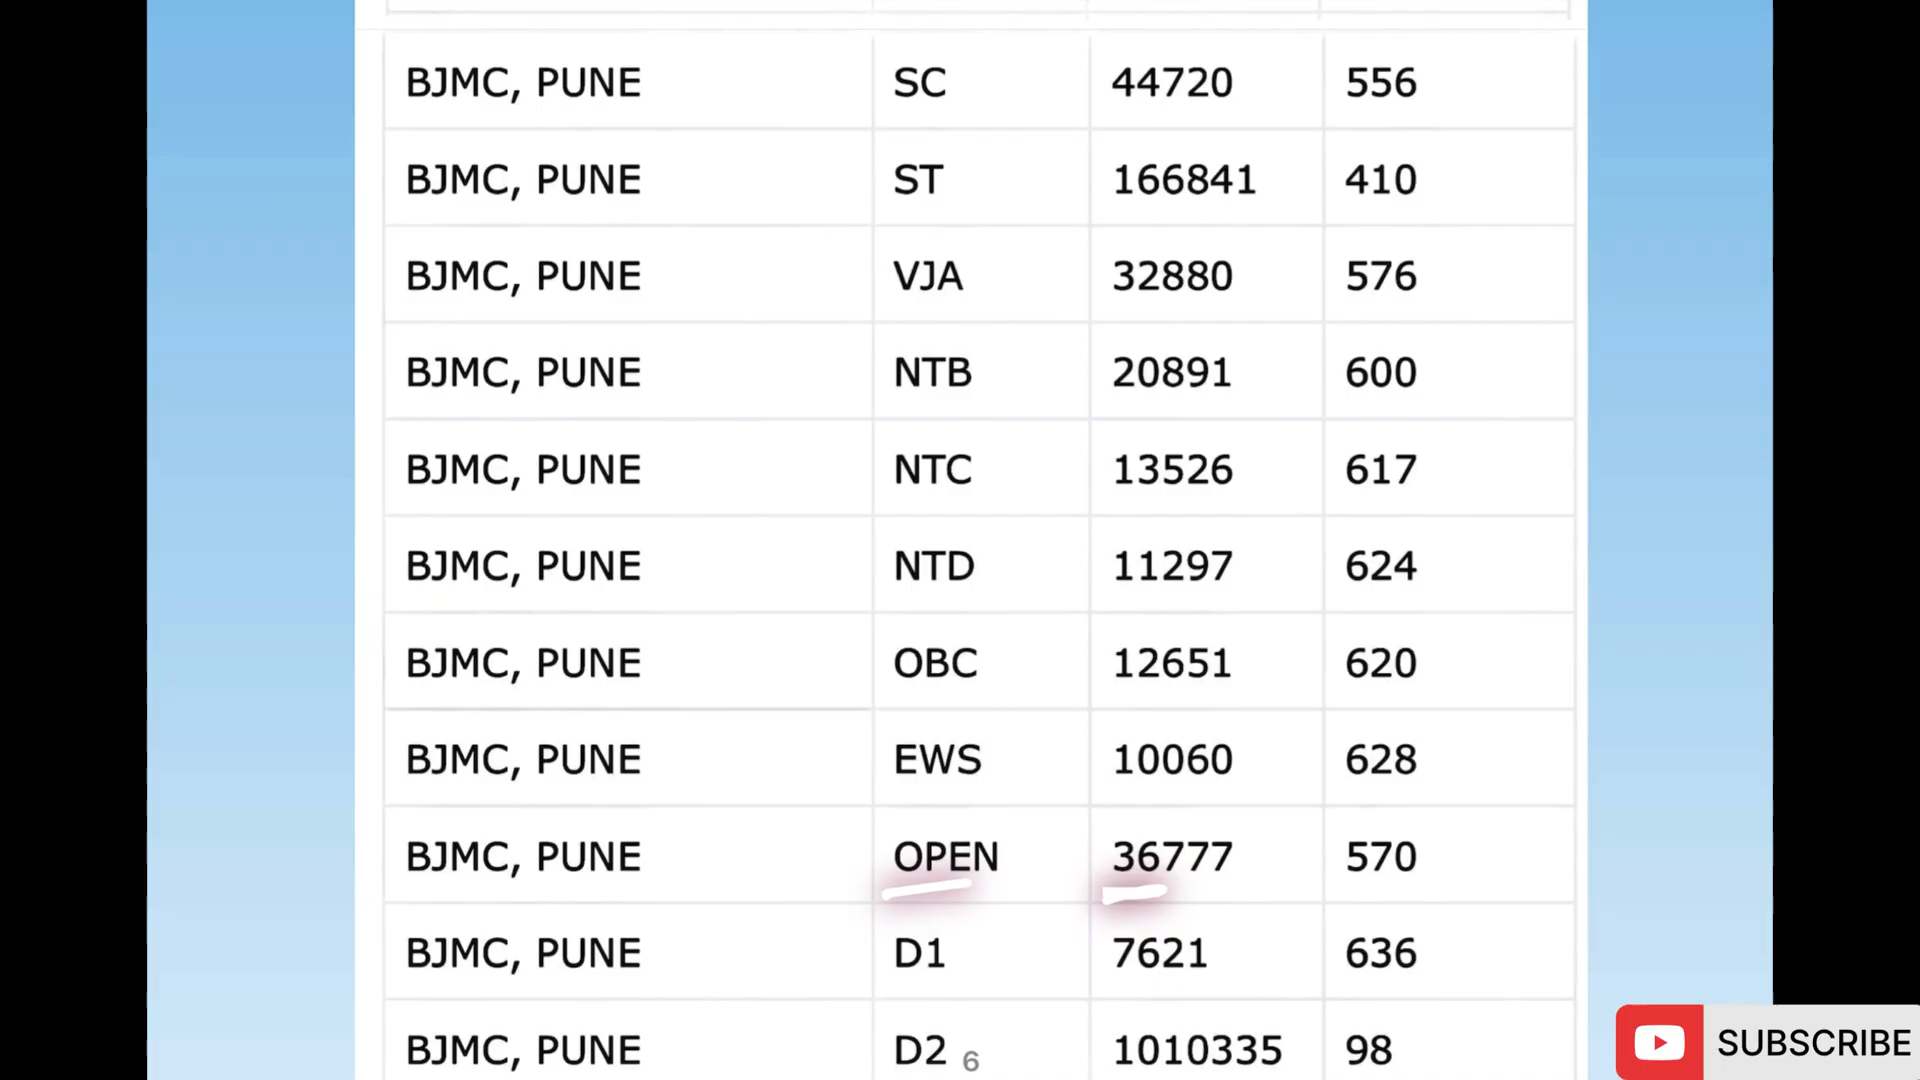 BJMC, PUNE SC 44720 556
BJMC, PUNE ST 166841 410
BJMC, PUNE VJA 32880 576
BJMC, PUNE NTB 20891 600
BJMC, PUNE NTC 13526 617
BJMC, PUNE NTD 11297 624
BJMC, PUNE OBC 12651 620
BJMC, PUNE EWS 10060 628
BJMC, PUNE OPEN 36777 570
BJMC, PUNE D1 7621 636
BJMC, PUNE D2 1010335 98
6
SUBSCRIBE